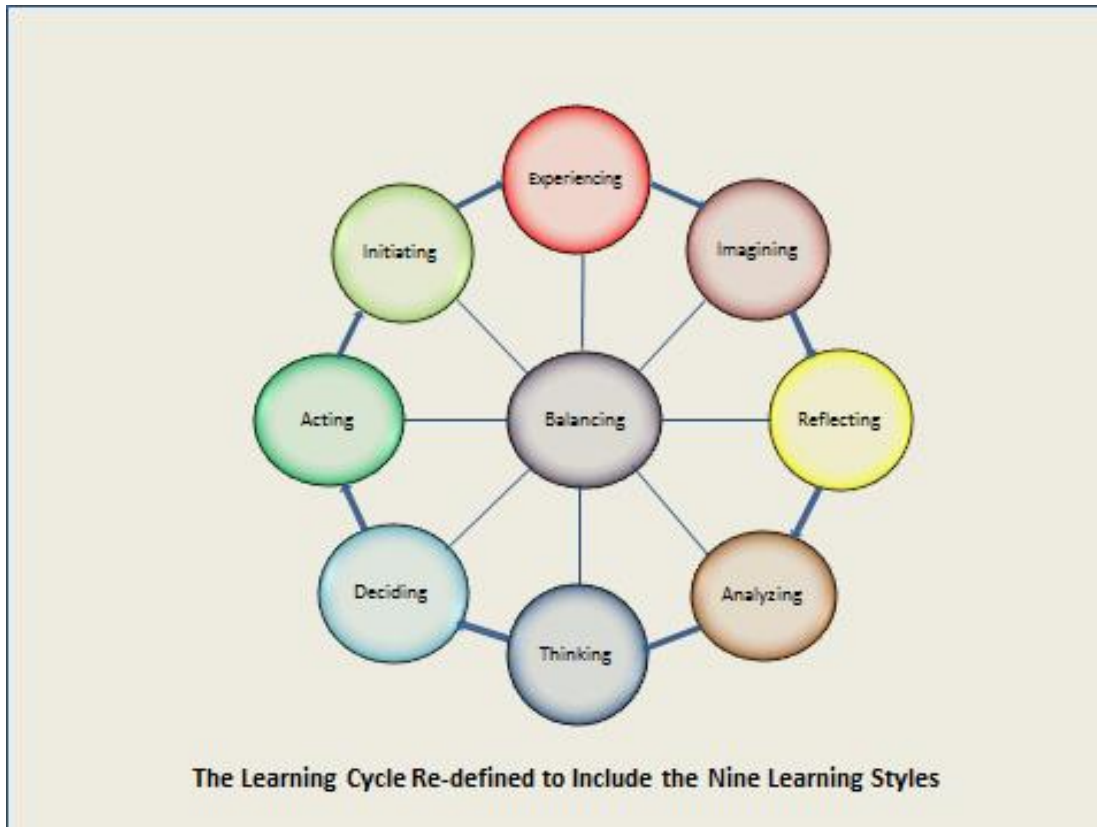 Experiencing
Imagining
Initiating
Reflecting
Balancing
Acting
Analyzing
Deciding
Thinking
The Learning Cycle Re-defined to Include the Nine Learning Styles